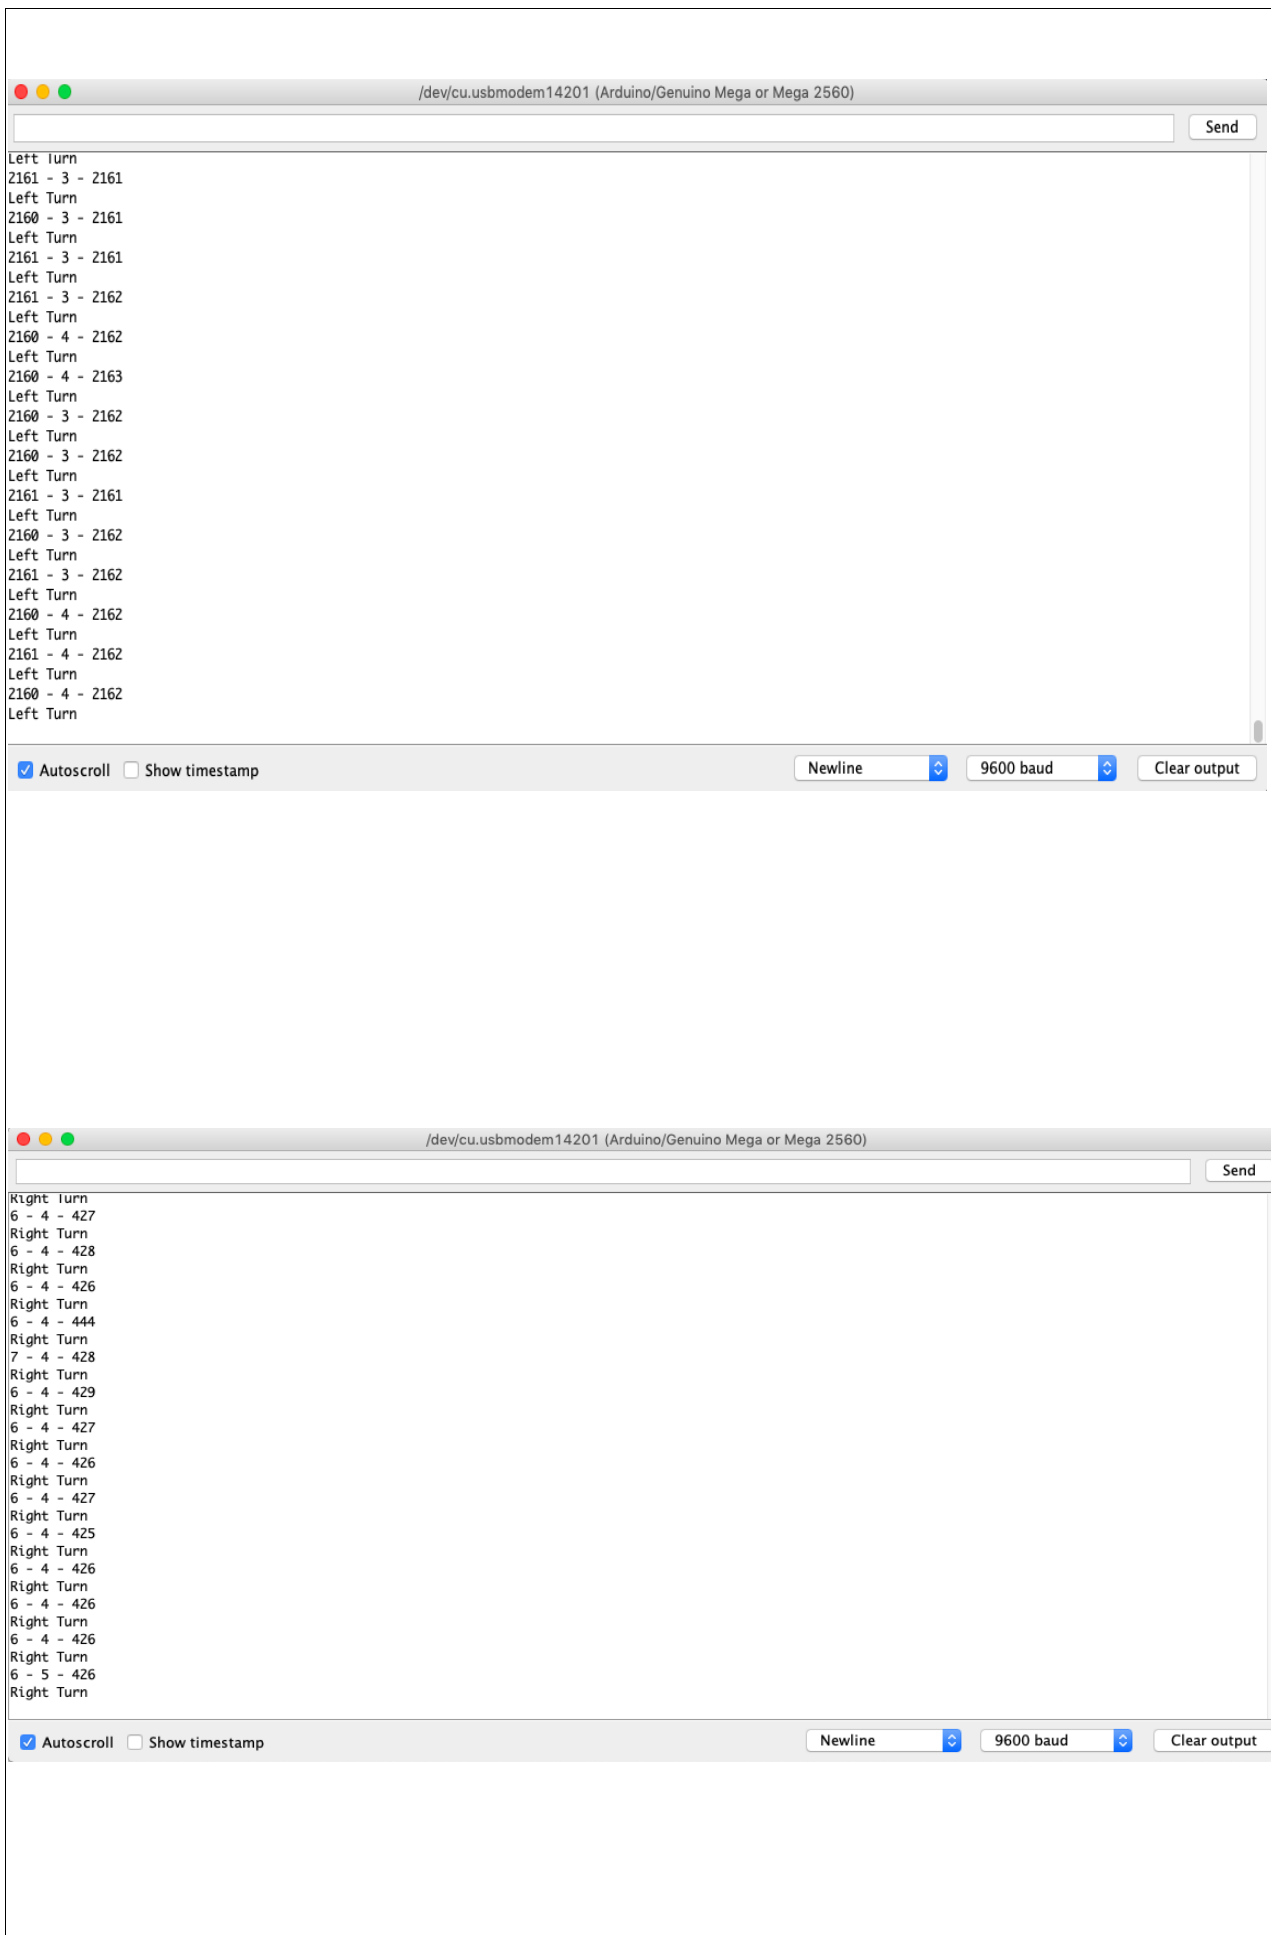 /dev/cu.usbmodem14201 (Arduino/Genuino Mega or Mega 2560)
Send
Left Turn
2161 - 3 - 2161
Left Turn
2160 - 3 - 2161
Left Turn
2161 - 3 - 2161
Left Turn
2161 - 3 - 2162
Left Turn
2160 - 4 - 2162
Left Turn
2160 - 4 - 2163
Left Turn
2160 - 3 - 2162
Left Turn
2160 - 3 - 2162
Left Turn
2161 - 3 - 2161
Left Turn
2160 - 3 - 2162
Left Turn
2161 - 3 - 2162
Left Turn
2160 - 4 - 2162
Left Turn
2161 - 4 - 2162
Left Turn
2160 - 4 - 2162
Left Turn
Autoscroll Show timestamp Newline 9600 baud Clear output
/dev/cu.usbmodem14201 (Arduino/Genuino Mega or Mega 2560)
Send
Right Turn
6 - 4 - 427
Right Turn
6 - 4 - 428
Right Turn
6 - 4 - 426
Right Turn
6 - 4 - 444
Right Turn
7 - 4 - 428
Right Turn
6 - 4 - 429
Right Turn
6 - 4 - 427
Right Turn
6 - 4 - 426
Right Turn
6 - 4 - 427
Right Turn
6 - 4 - 425
Right Turn
6 - 4 - 426
Right Turn
6 - 4 - 426
Right Turn
6 - 4 - 426
Right Turn
6 - 5 - 426
Right Turn
Autoscroll Show timestamp Newline 9600 baud Clear output